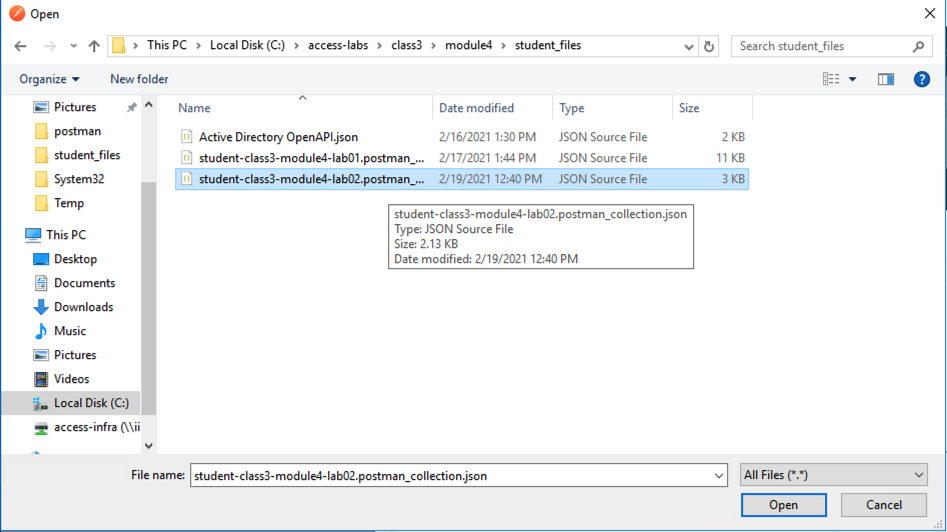 Open
This PC > Local Disk (C:) > access-labs > class3 > module4 > student_files
Search student_files
Organize
New folder
?
Pictures
postman
student_files
System32
Temp
This PC
Desktop
Documents
Downloads
Music
Pictures
Videos
Local Disk (C:)
access-infra (\\ii
Name Date modified Type Size
Active Directory OpenAPI.json 2/16/2021 1:30 PM JSON Source File 2 KB
student-class3-module4-lab01.postman_... 2/17/2021 1:44 PM JSON Source File 11 KB
student-class3-module4-lab02.postman_... 2/19/2021 12:40 PM JSON Source File 3 KB
student-class3-module4-lab02.postman_collection.json
Type: JSON Source File
Size: 2.13 KB
Date modified: 2/19/2021 12:40 PM
File name: student-class3-module4-lab02.postman_collection.json
All Files (*.*)
Open
Cancel